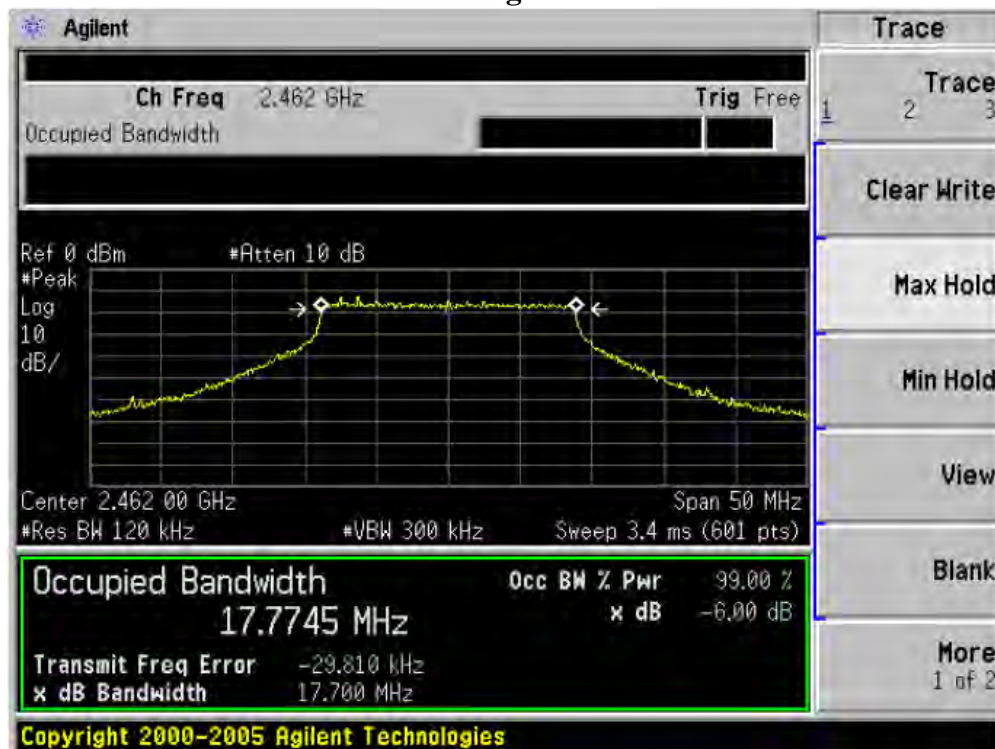 Agilent
Trace
Ch Freq 2.462 GHz Trig Free
Occupied Bandwidth
Trace
1 2 3
Clear Write
Max Hold
Min Hold
View
Blank
More
1 of 2
Ref 0 dBm #Atten 10 dB
#Peak
Log
10
dB/
Center 2.462 00 GHz Span 50 MHz
#Res BW 120 kHz #VBW 300 kHz Sweep 3.4 ms (601 pts)
Occupied Bandwidth Occ BW % Pwr 99.00 %
17.7745 MHz x dB -6.00 dB
Transmit Freq Error -29.810 kHz
x dB Bandwidth 17.700 MHz
Copyright 2000-2005 Agilent Technologies